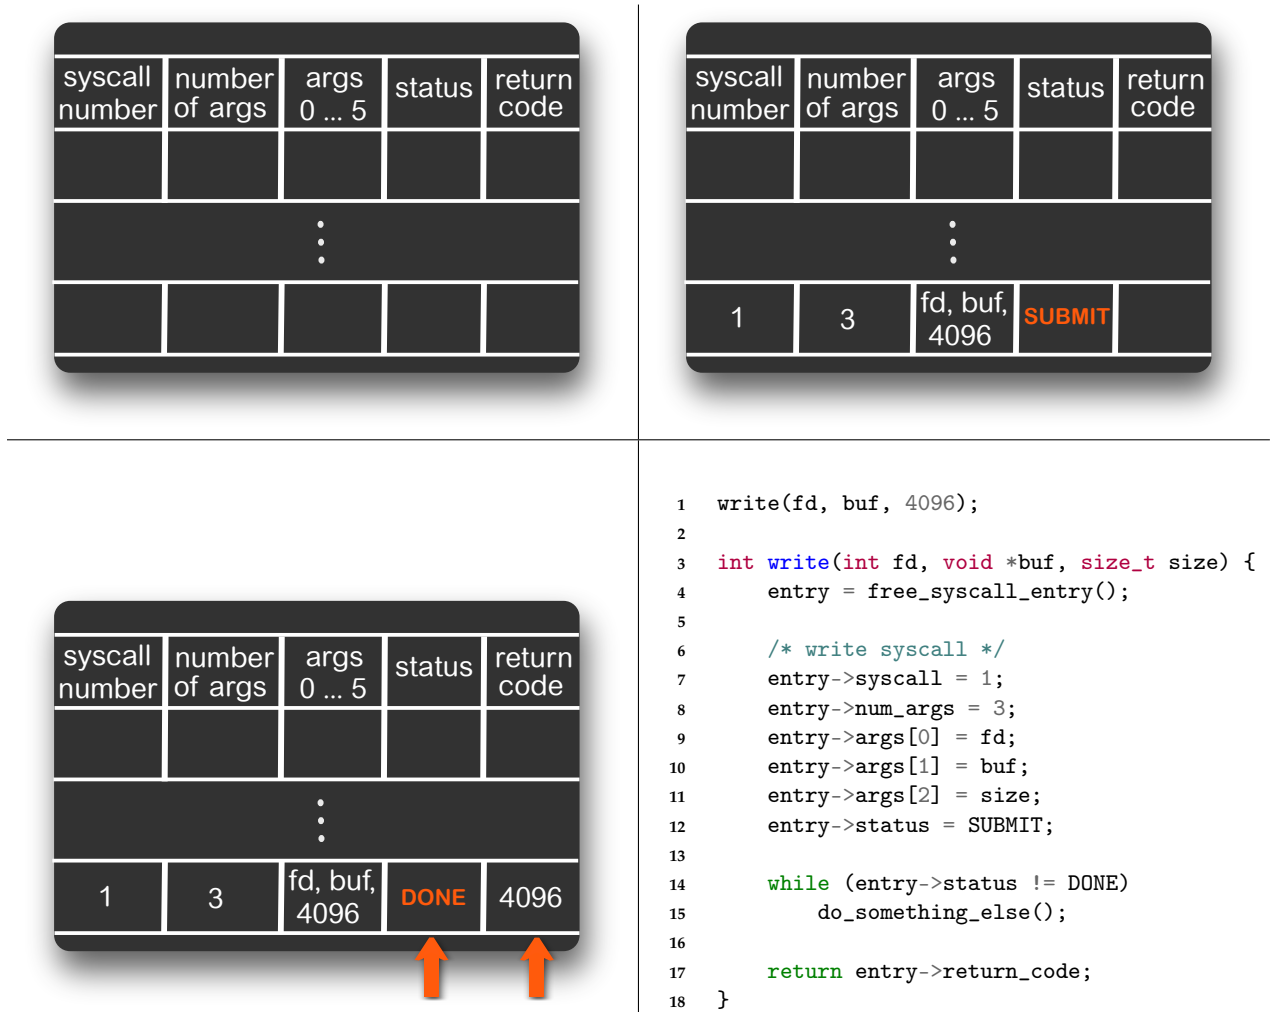 syscall number number of args args 0 ... 5 status return code
syscall number number of args args 0 ... 5 status return code
1 3 fd, buf, 4096 SUBMIT
syscall number number of args args 0 ... 5 status return code
1 3 fd, buf, 4096 DONE 4096
1 write(fd, buf, 4096);
2
3 int write(int fd, void *buf, size_t size) {
4     entry = free_syscall_entry();
5
6     /* write syscall */
7     entry->syscall = 1;
8     entry->num_args = 3;
9     entry->args[0] = fd;
10     entry->args[1] = buf;
11     entry->args[2] = size;
12     entry->status = SUBMIT;
13
14     while (entry->status != DONE)
15         do_something_else();
16
17     return entry->return_code;
18 }